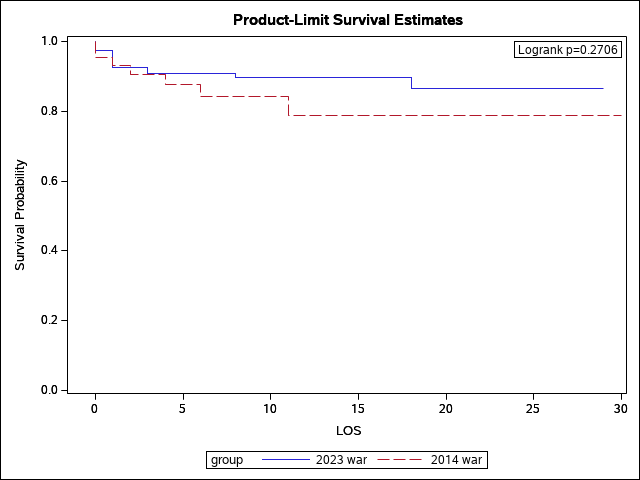 Product-Limit Survival Estimates
Logrank p=0.2706
1.0
0.8
0.6
0.4
0.2
0.0
Survival Probability
0 5 10 15 20 25 30
LOS
group 2023 war 2014 war